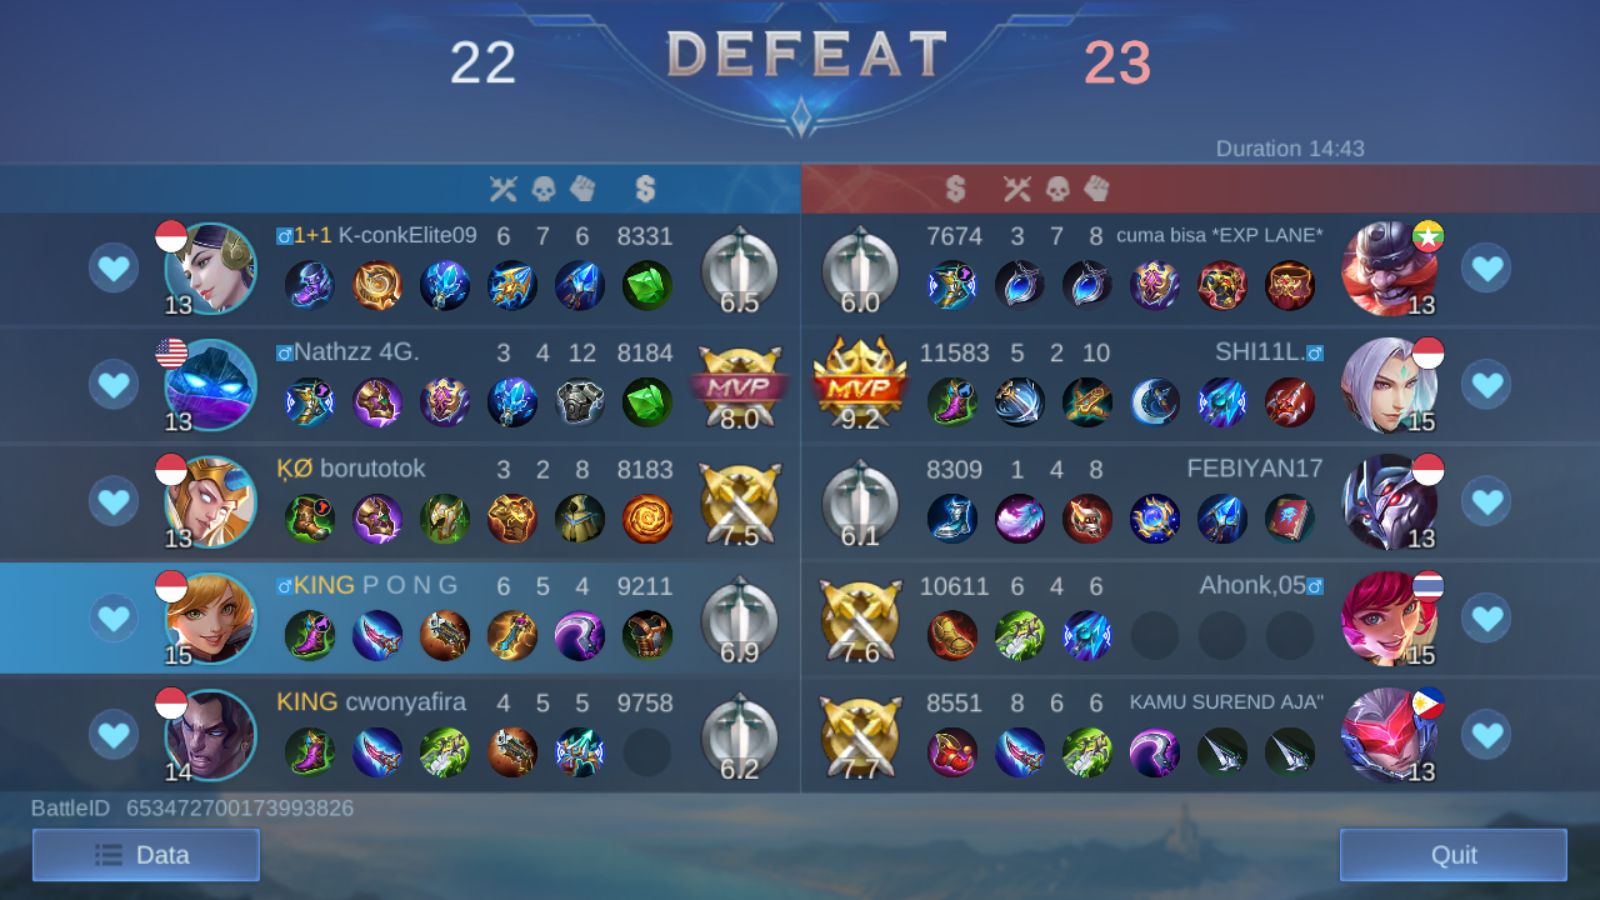 22 DEFEAT 23
Duration 14:43
1+1 K-conkElite09 6 7 6 8331
13 6.5
7674 3 7 8 cuma bisa *EXP LANE*
6.0 13
Nathzz 4G. 3 4 12 8184
MVP
13 8.0
11583 5 2 10 SHI11L.
MVP
9.2 15
ĶØ borutotok 3 2 8 8183
13 7.5
8309 1 4 8 FEBIYAN17
6.1 13
KING P O N G 6 5 4 9211
15 6.9
10611 6 4 6 Ahonk,05
7.6 15
KING cwonyafira 4 5 5 9758
14 6.2
8551 8 6 6 KAMU SUREND AJA"
7.7 13
BattleID 653472700173993826
Data
Quit